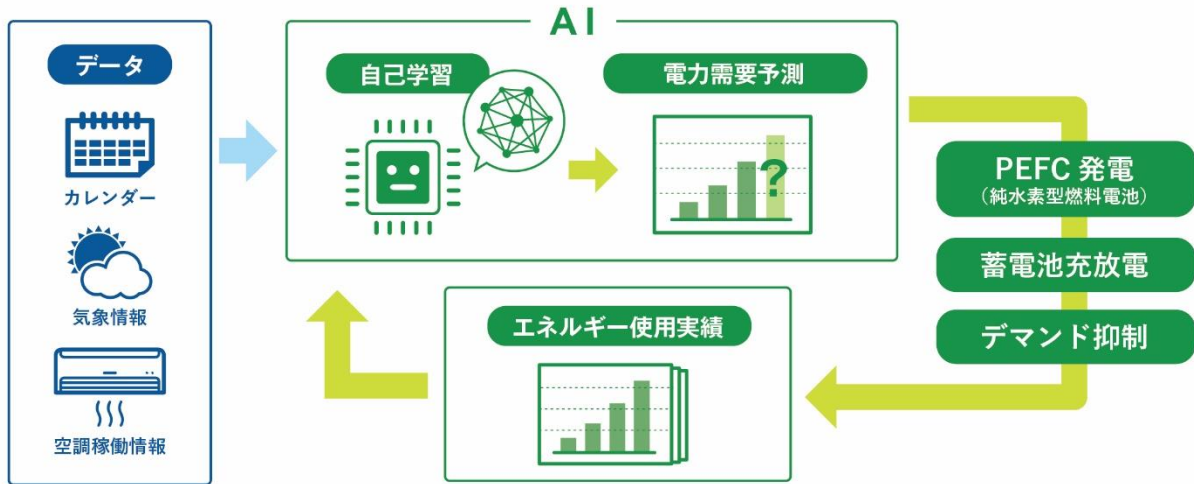 データ
カレンダー
気象情報
空調稼働情報
AI
自己学習
電力需要予測
?
PEFC 発電
（純水素型燃料電池）
蓄電池充放電
デマンド抑制
エネルギー使用実績